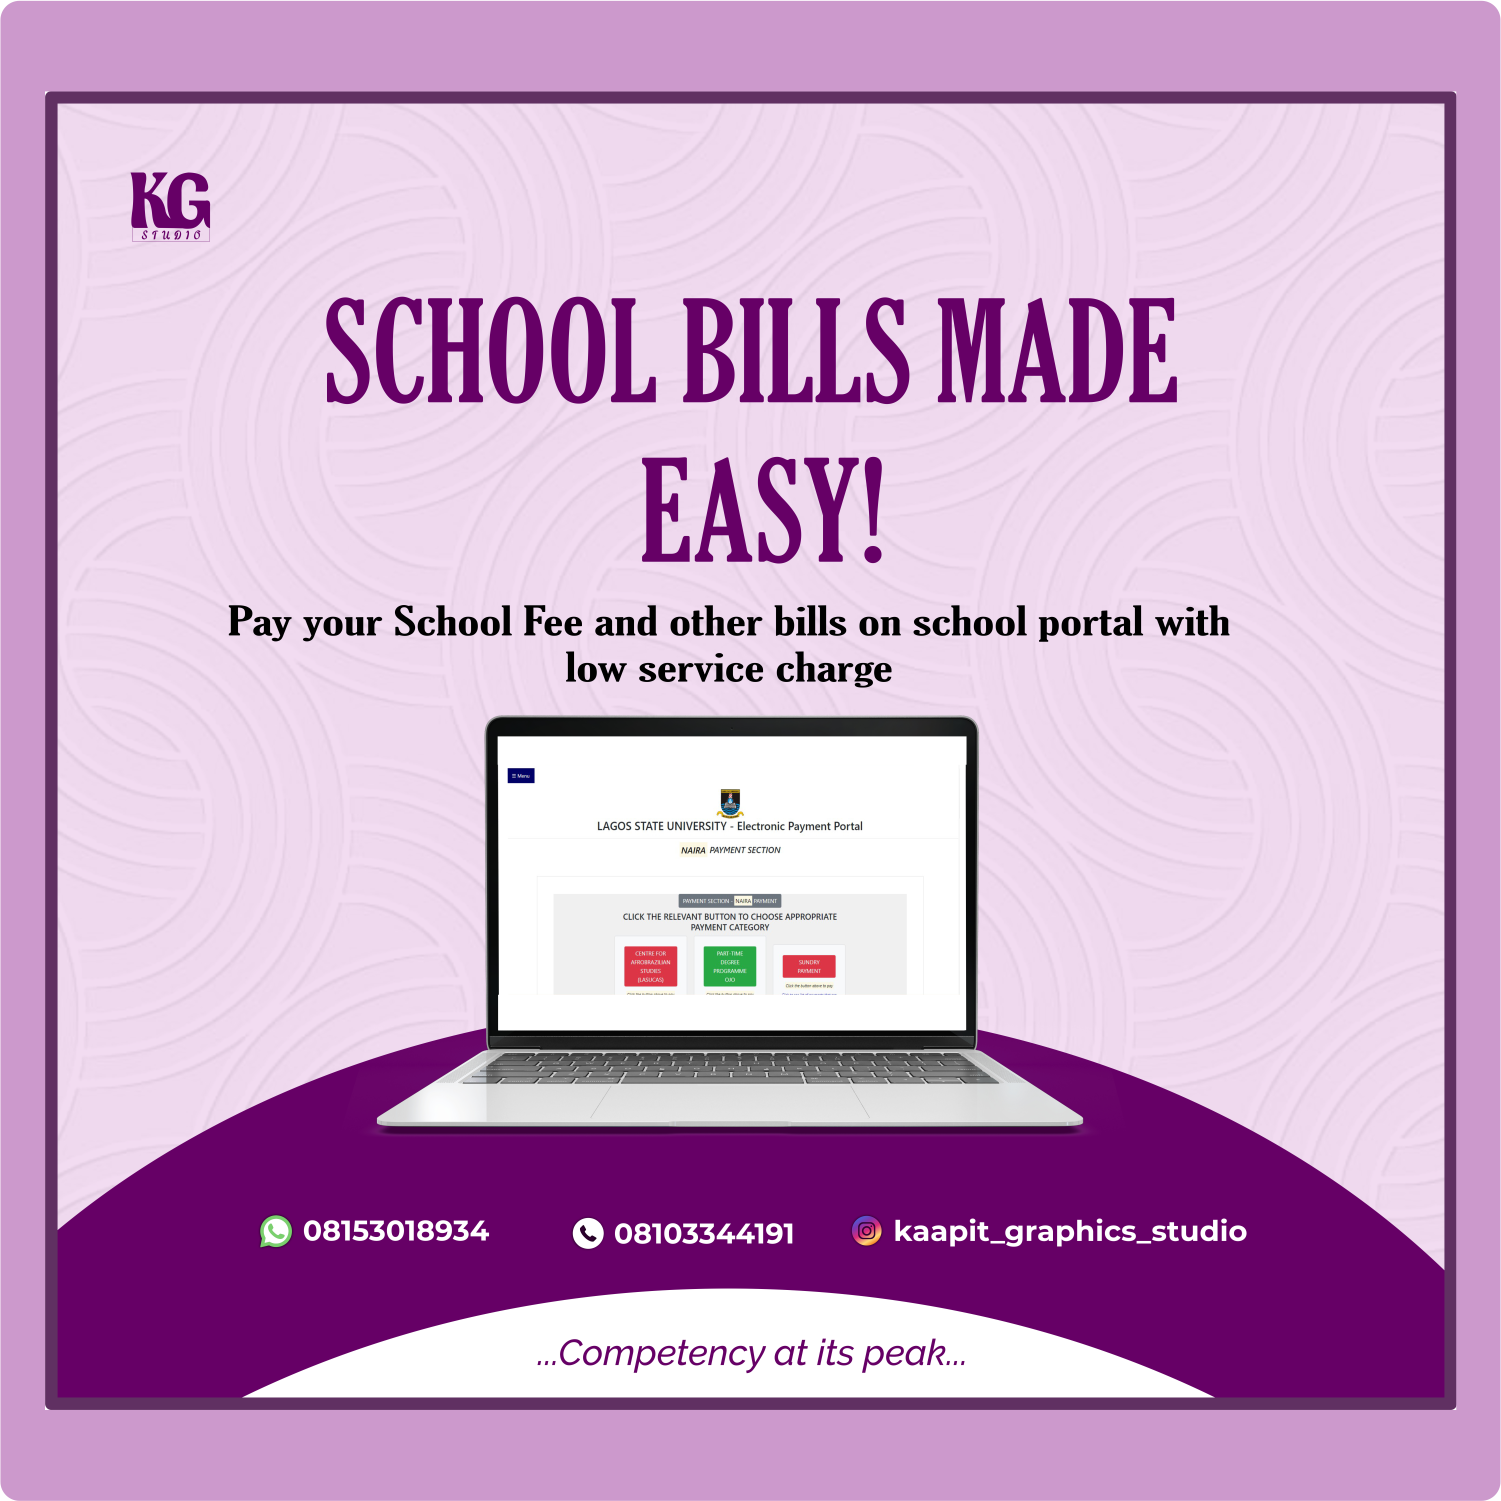 KG
STUDIO
SCHOOL BILLS MADE
EASY!
Pay your School Fee and other bills on school portal with
low service charge
☰ Menu
LAGOS STATE UNIVERSITY - Electronic Payment Portal
NAIRA PAYMENT SECTION
PAYMENT SECTION - NAIRA PAYMENT
CLICK THE RELEVANT BUTTON TO CHOOSE APPROPRIATE
PAYMENT CATEGORY
CENTRE FOR
AFROBRAZILIAN
STUDIES
(LASUCAS)
PART-TIME
DEGREE
PROGRAMME
OJO
SUNDRY
PAYMENT
Click the button above to pay
08153018934
08103344191
kaapit_graphics_studio
...Competency at its peak...